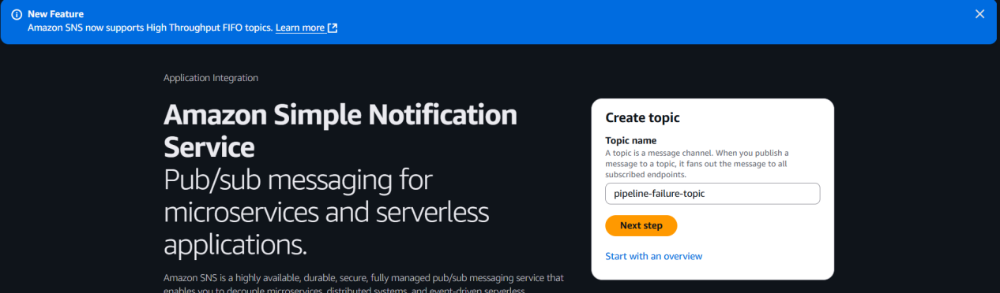 New Feature
Amazon SNS now supports High Throughput FIFO topics. Learn more
Application Integration
Amazon Simple Notification
Service
Pub/sub messaging for
microservices and serverless
applications.
Amazon SNS is a highly available, durable, secure, fully managed pub/sub messaging service that
enables you to decouple microservices, distributed systems, and event-driven serverless
Create topic
Topic name
A topic is a message channel. When you publish a
message to a topic, it fans out the message to all
subscribed endpoints.
pipeline-failure-topic
Next step
Start with an overview